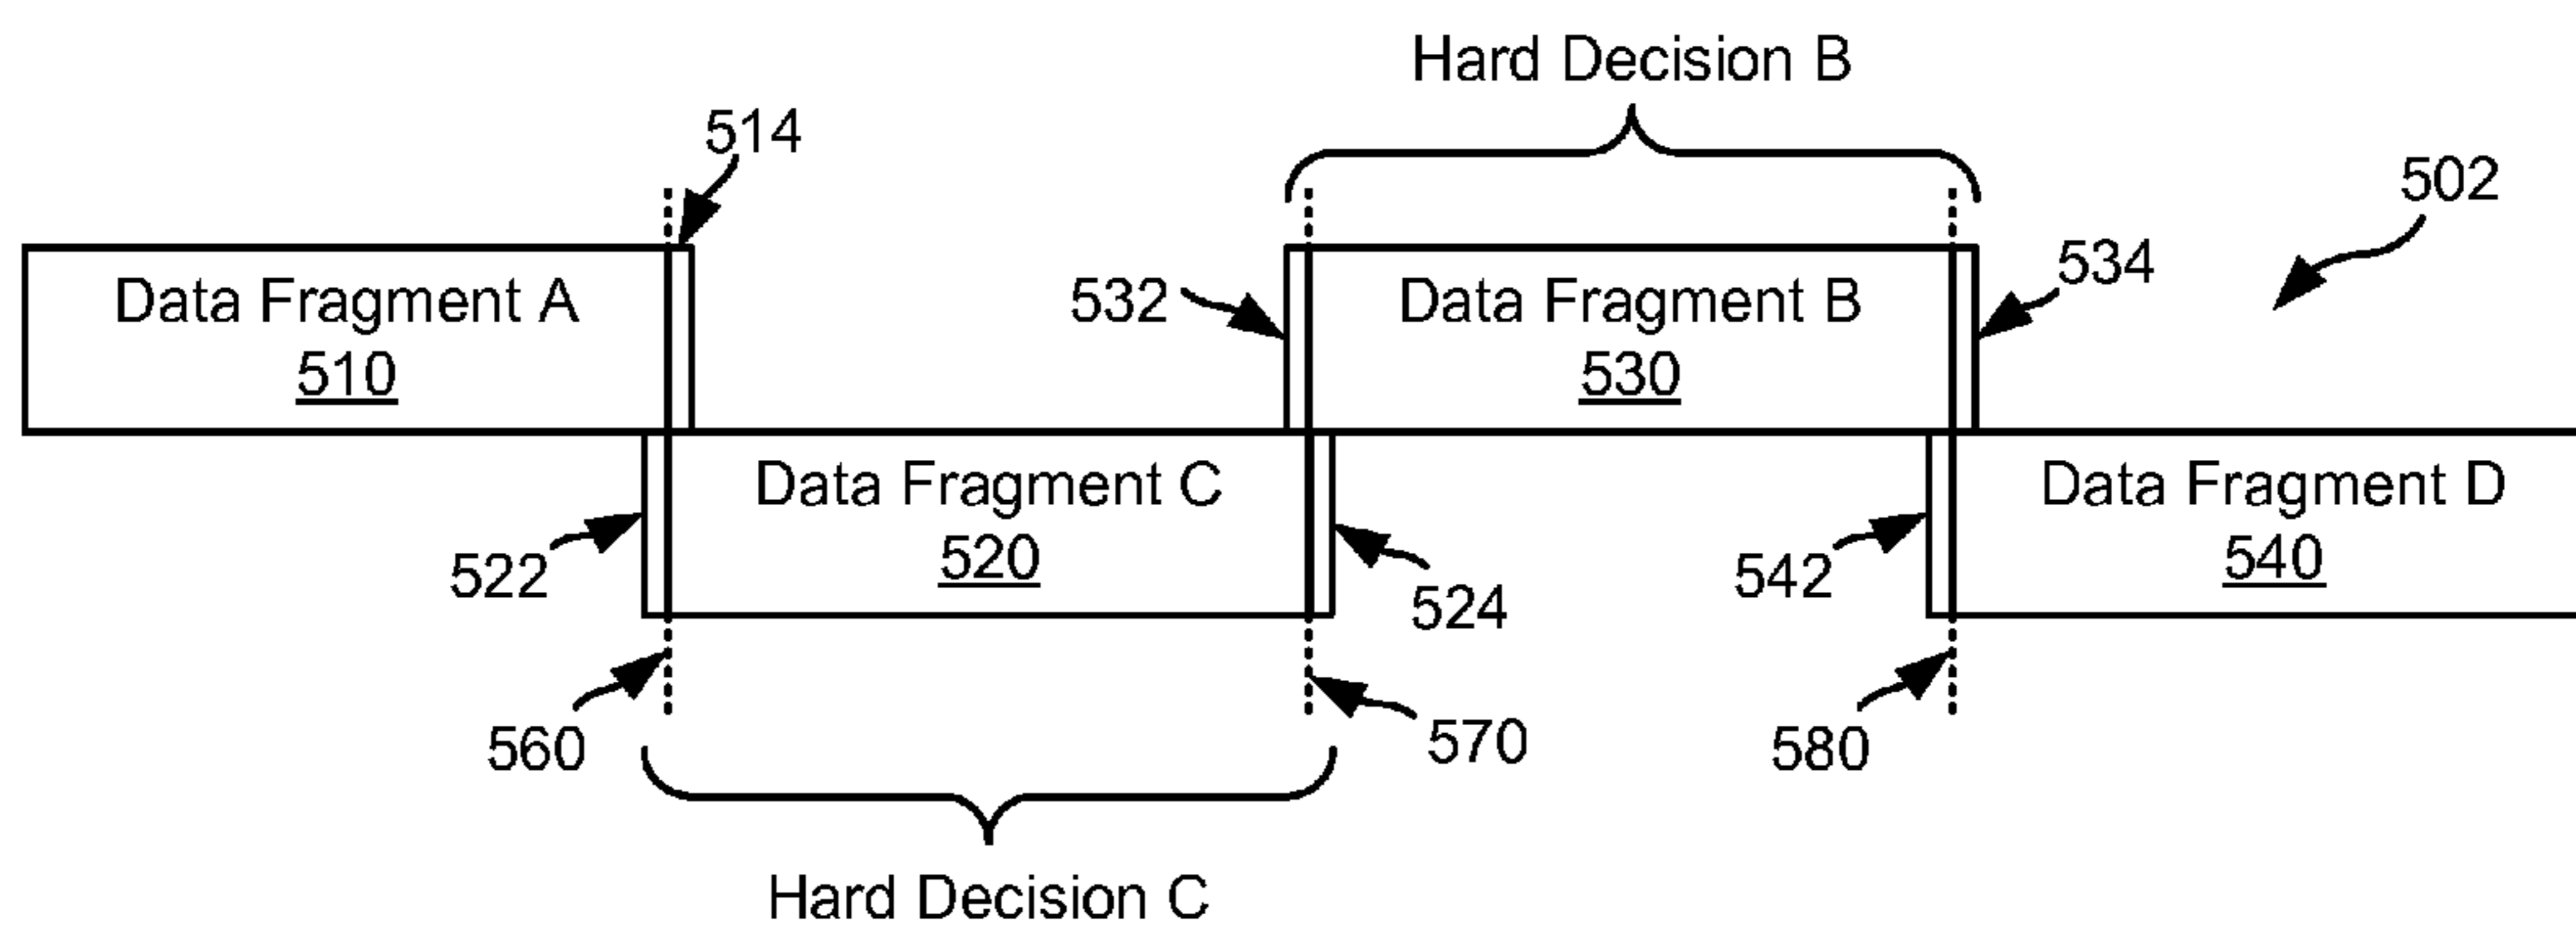 Hard Decision B
514
502
534
Data Fragment A
510
532
Data Fragment B
530
Data Fragment C
520
Data Fragment D
540
522
524
542
560
570
580
Hard Decision C